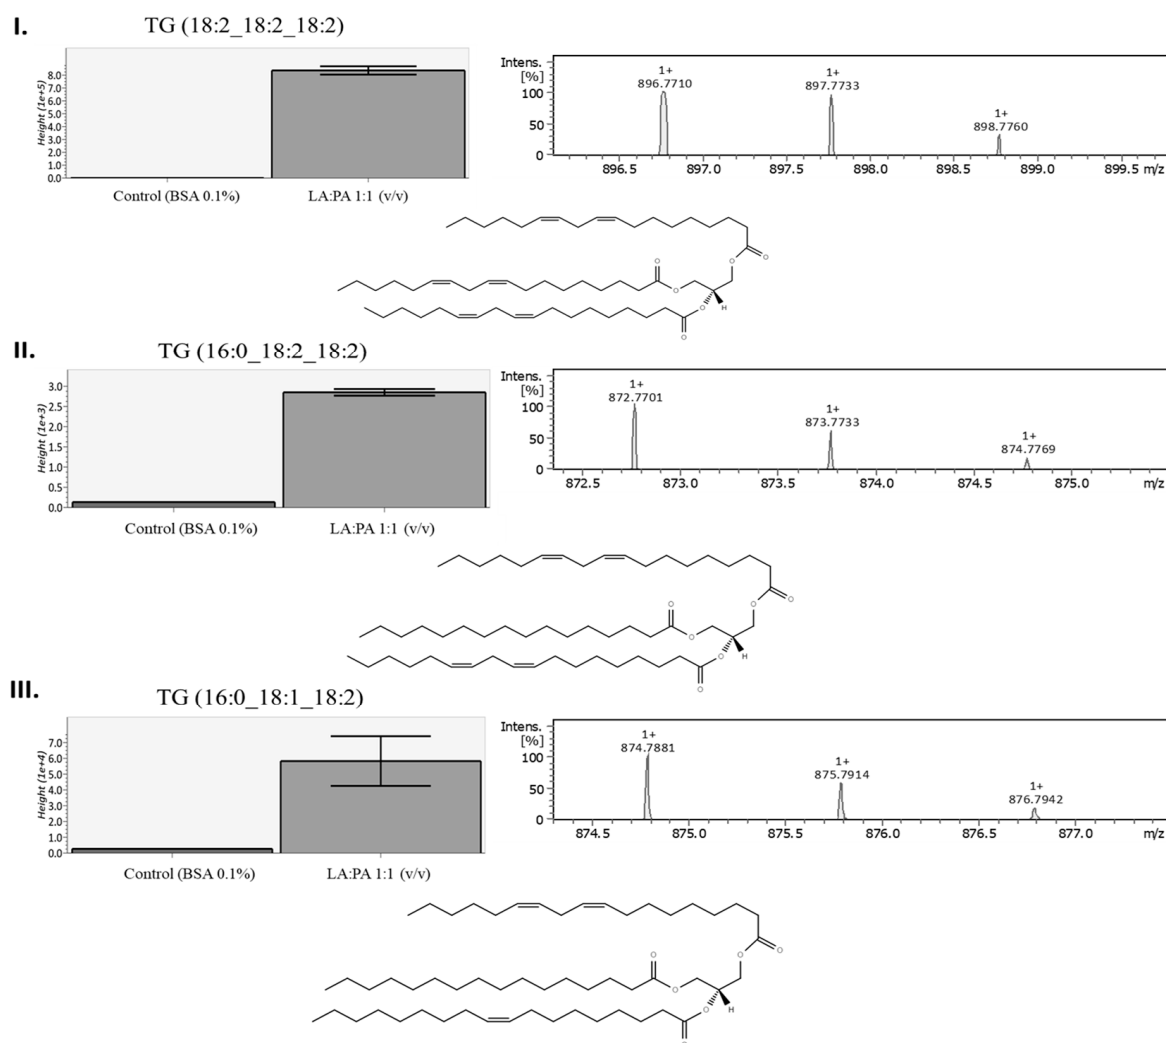 I.
TG (18:2_18:2_18:2)
Height (1e+5)
8.0
7.0
6.0
5.0
4.0
3.0
2.0
1.0
0.0
Control (BSA 0.1%)
LA:PA 1:1 (v/v)
Intens.
[%]
100
50
0
1+
896.7710
1+
897.7733
1+
898.7760
896.5
897.0
897.5
898.0
898.5
899.0
899.5 m/z
O
O
O
O
O
O
H
II.
TG (16:0_18:2_18:2)
Height (1e+3)
3.0
2.5
2.0
1.5
1.0
0.5
0.0
Control (BSA 0.1%)
LA:PA 1:1 (v/v)
Intens.
[%]
100
50
0
1+
872.7701
1+
873.7733
1+
874.7769
872.5
873.0
873.5
874.0
874.5
875.0
m/z
O
O
O
O
O
O
H
III.
TG (16:0_18:1_18:2)
Height (1e+4)
7.0
6.0
5.0
4.0
3.0
2.0
1.0
0.0
Control (BSA 0.1%)
LA:PA 1:1 (v/v)
Intens.
[%]
100
50
0
1+
874.7881
1+
875.7914
1+
876.7942
874.5
875.0
875.5
876.0
876.5
877.0
m/z
O
O
O
O
O
H
O